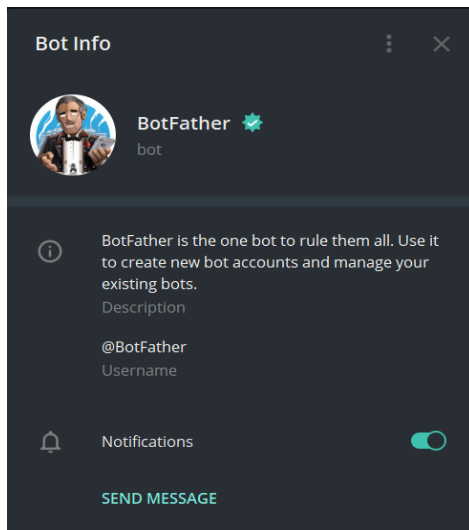 Bot Info
BotFather
bot
BotFather is the one bot to rule them all. Use it
to create new bot accounts and manage your
existing bots.
Description
@BotFather
Username
Notifications
SEND MESSAGE